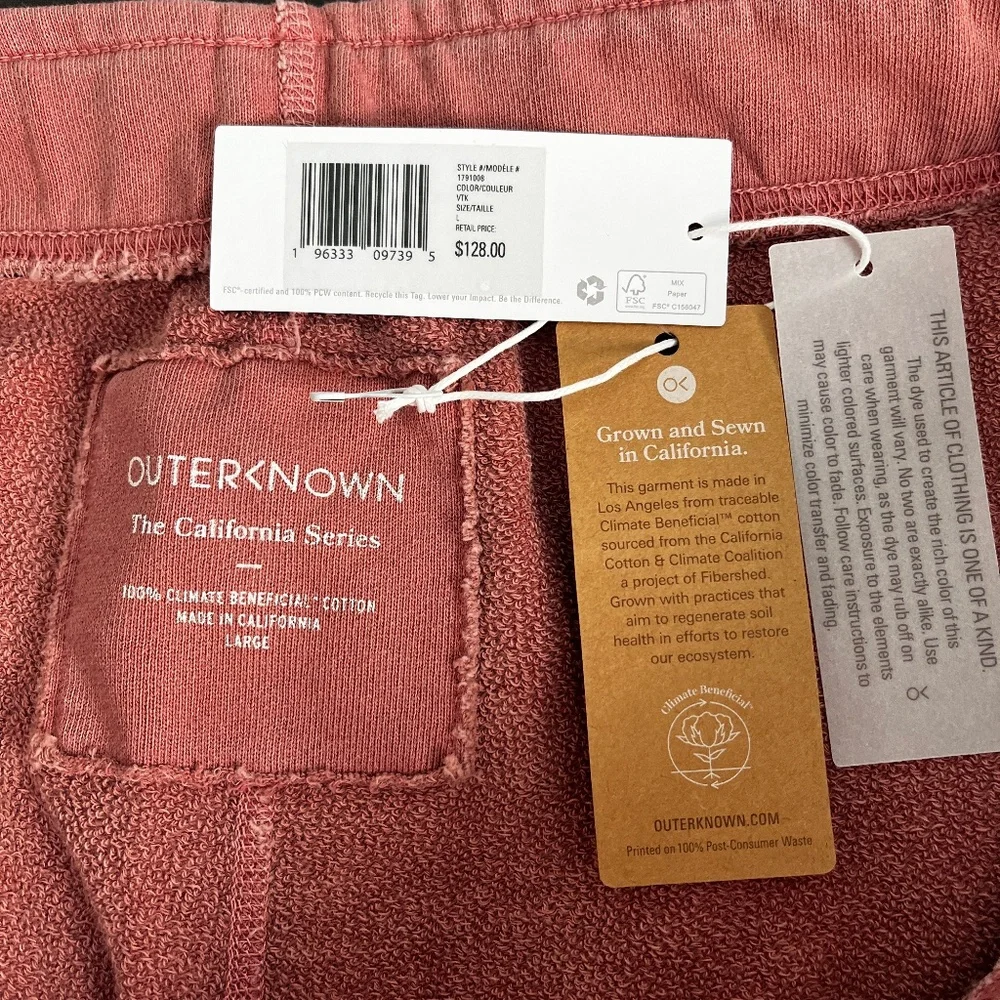 STYLE #/MODÈLE #
1791006
COLOR/COULEUR
VTK
SIZE/TAILLE
L
RETAIL PRICE:
$128.00
1 96333 09739 5
FSC®-certified and 100% PCW content. Recycle this Tag. Lower your Impact. Be the Difference.
FSC
MIX
Paper
FSC® C156047
OUTERKNOWN
The California Series
100% CLIMATE BENEFICIAL™ COTTON
MADE IN CALIFORNIA
LARGE
OK
Grown and Sewn
in California.
This garment is made in
Los Angeles from traceable
Climate Beneficial™ cotton
sourced from the California
Cotton & Climate Coalition
a project of Fibershed.
Grown with practices that
aim to regenerate soil
health in efforts to restore
our ecosystem.
Climate Beneficial™
OUTERKNOWN.COM
Printed on 100% Post-Consumer Waste
THIS ARTICLE OF CLOTHING IS ONE OF A KIND.
The dye used to create the rich color of this
garment will vary. No two are exactly alike. Use
care when wearing, as the dye may rub off on
lighter colored surfaces. Exposure to the elements
may cause color to fade. Follow care instructions to
minimize color transfer and fading.
OK